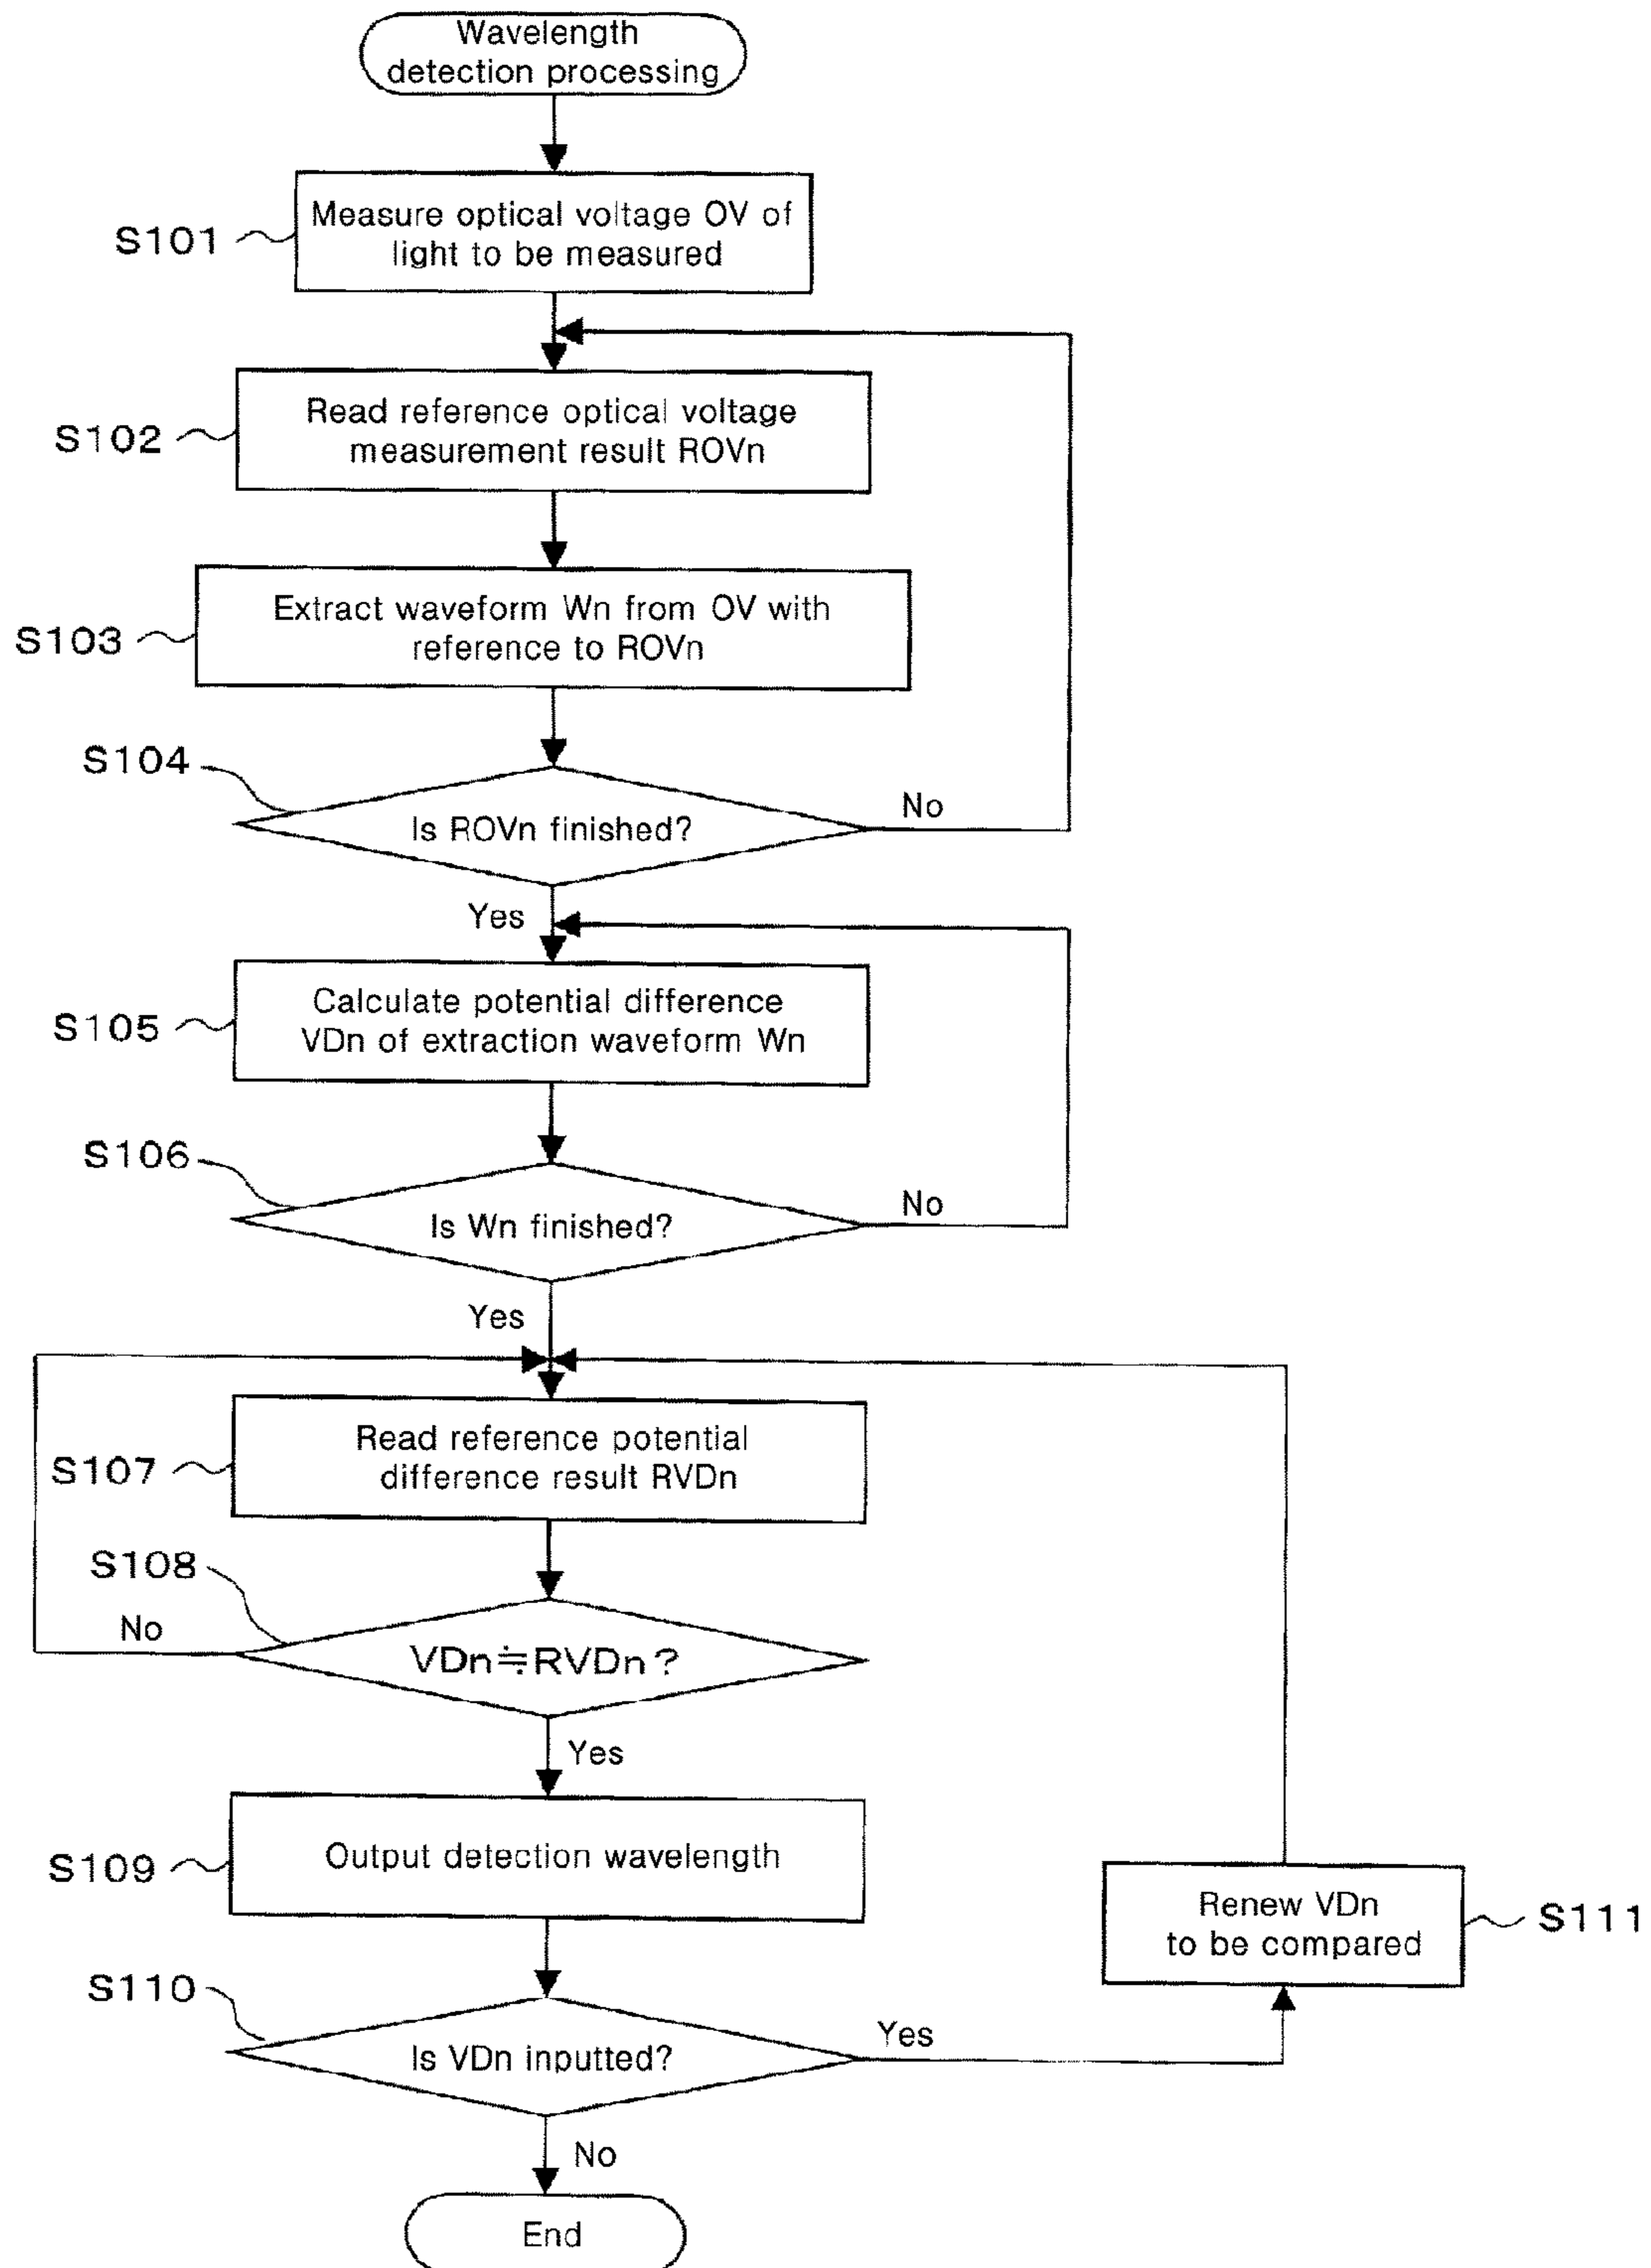 Wavelength
detection processing
S101
Measure optical voltage OV of
light to be measured
S102
Read reference optical voltage
measurement result ROVn
S103
Extract waveform Wn from OV with
reference to ROVn
S104
Is ROVn finished?
No
Yes
S105
Calculate potential difference
VDn of extraction waveform Wn
S106
Is Wn finished?
No
Yes
S107
Read reference potential
difference result RVDn
S108
No
VDn≒RVDn?
Yes
S109
Output detection wavelength
Renew VDn
to be compared
S111
S110
Is VDn inputted?
Yes
No
End